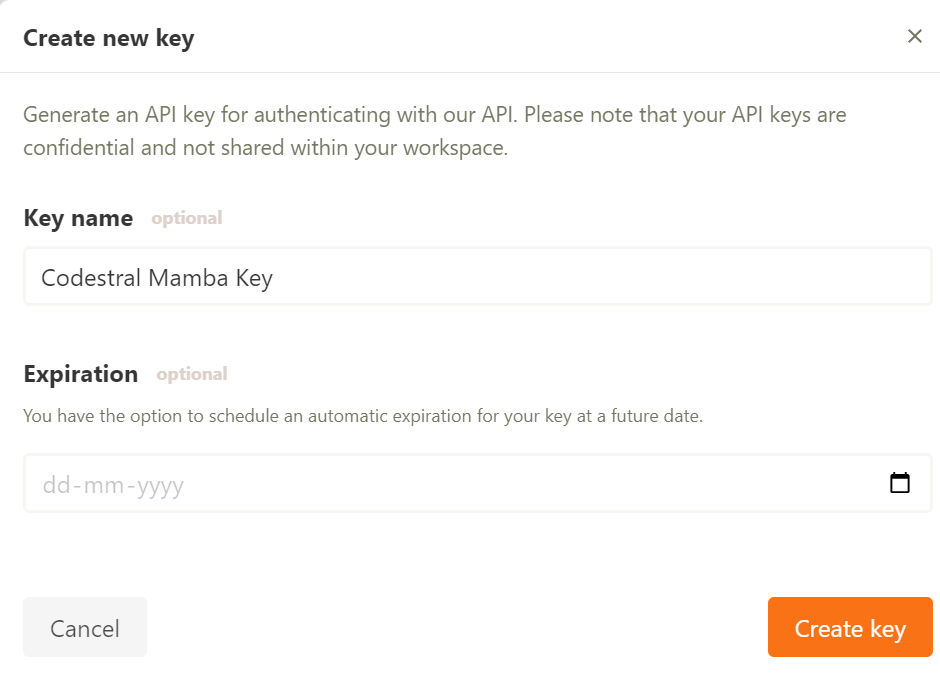 Create new key
Generate an API key for authenticating with our API. Please note that your API keys are
confidential and not shared within your workspace.
Key name optional
Codestral Mamba Key
Expiration optional
You have the option to schedule an automatic expiration for your key at a future date.
dd-mm-yyyy
Cancel
Create key